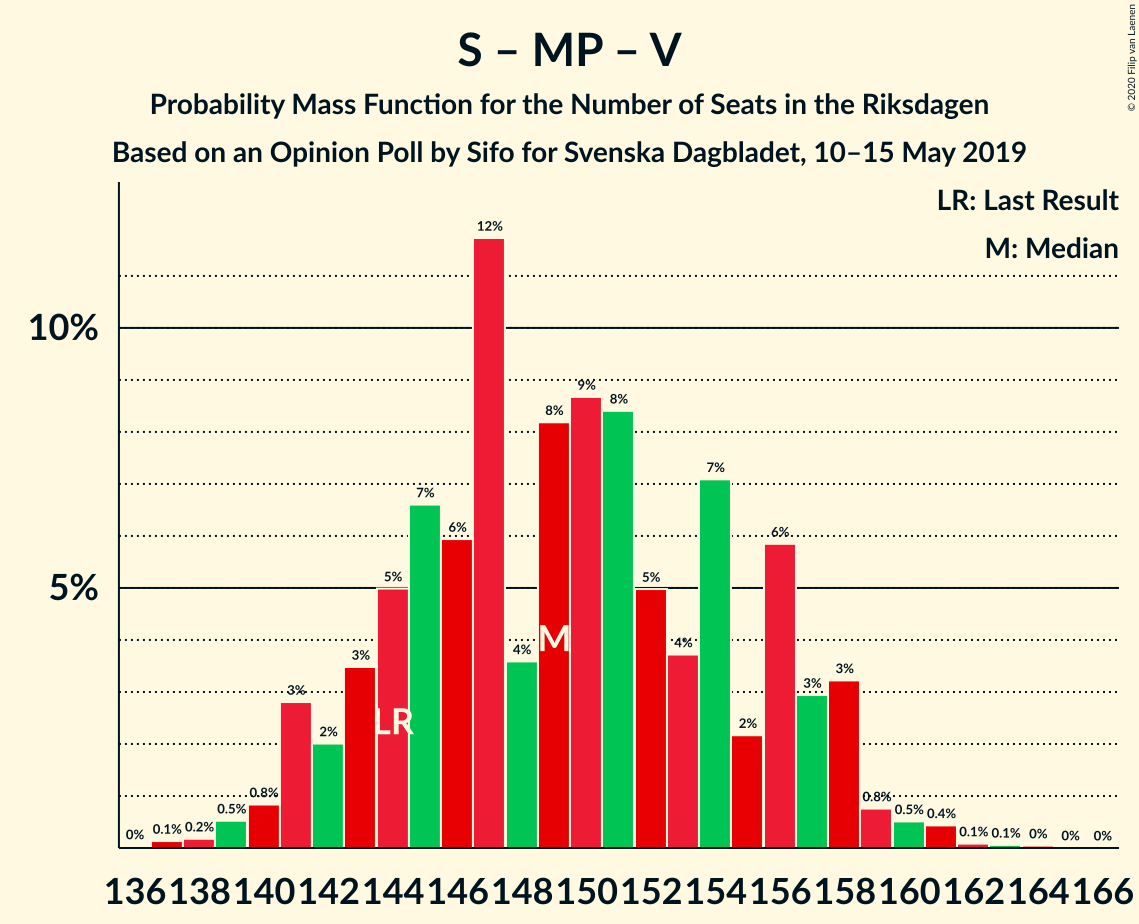 S – MP – V
Probability Mass Function for the Number of Seats in the Riksdagen
Based on an Opinion Poll by Sifo for Svenska Dagbladet, 10–15 May 2019
© 2020 Filip van Laenen
LR: Last Result
M: Median
10%
5%
0% 0.1% 0.2% 0.5% 0.8% 3% 2% 3% 5% 7% 6% 12% 4% 8% 9% 8% 5% 4% 7% 2% 6% 3% 3% 0.8% 0.5% 0.4% 0.1% 0.1% 0% 0% 0%
LR
M
136 138 140 142 144 146 148 150 152 154 156 158 160 162 164 166